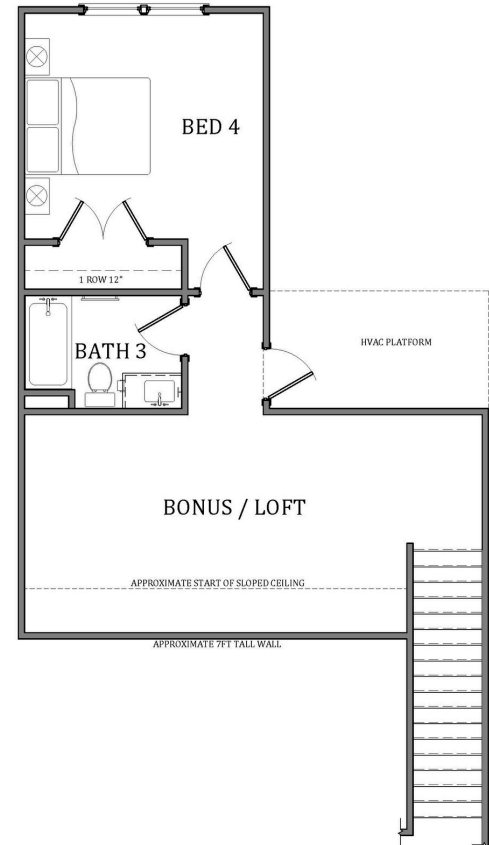 BED 4
1 ROW 12"
BATH 3
HVAC PLATFORM
BONUS / LOFT
APPROXIMATE START OF SLOPED CEILING
APPROXIMATE 7FT TALL WALL